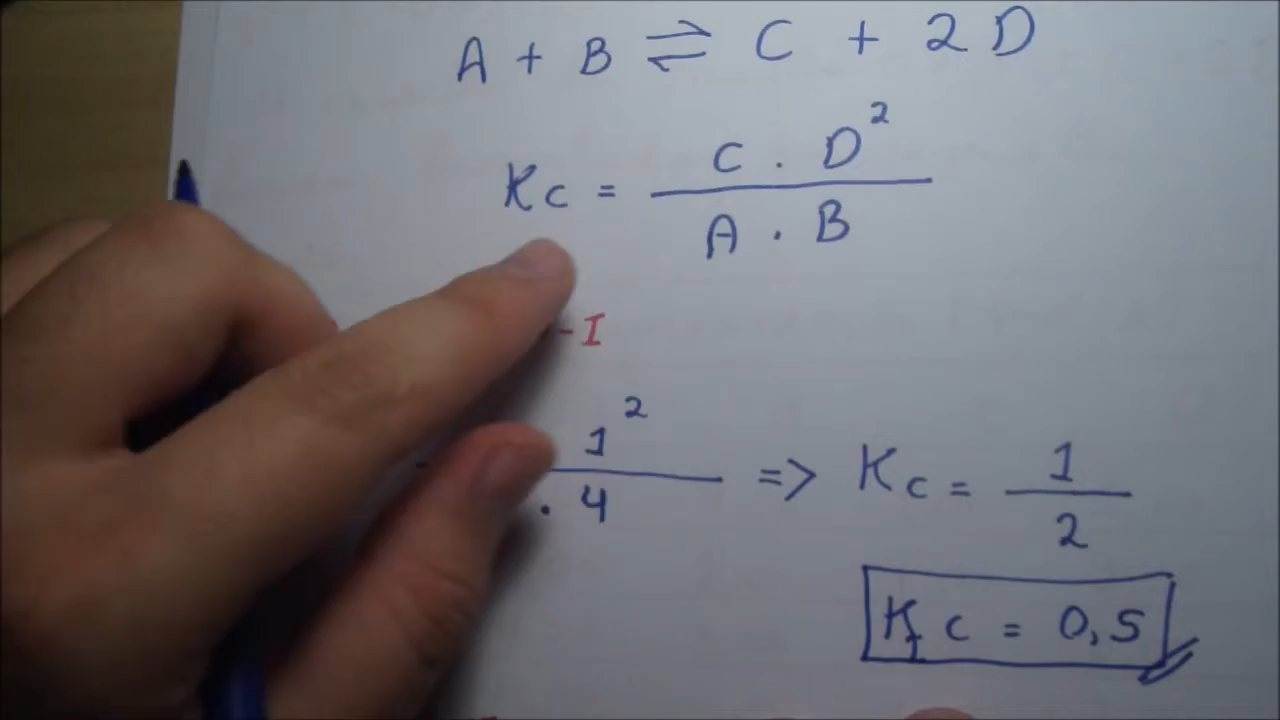 A + B ⇌ C + 2D
Kc = C . D² / A . B
-I
1² / . 4 => Kc = 1 / 2
Kc = 0,5